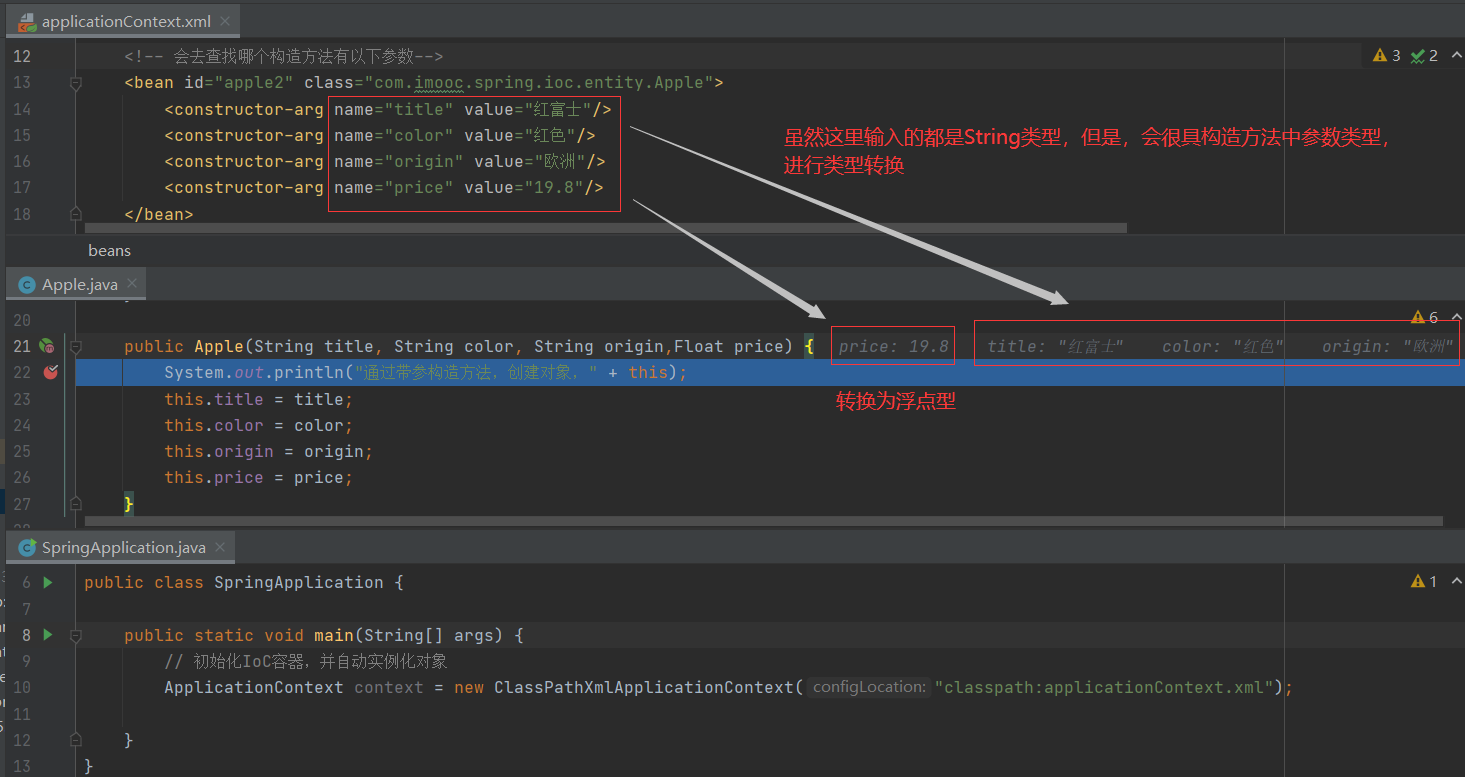 applicationContext.xml
12 <!-- 会去查找哪个构造方法有以下参数--> 3 2
13 <bean id="apple2" class="com.imooc.spring.ioc.entity.Apple">
14 <constructor-arg name="title" value="红富士"/>
15 <constructor-arg name="color" value="红色"/>
16 <constructor-arg name="origin" value="欧洲"/>
17 <constructor-arg name="price" value="19.8"/>
18 </bean>
虽然这里输入的都是String类型，但是，会很具构造方法中参数类型，
进行类型转换
beans
Apple.java
20 6
21 public Apple(String title, String color, String origin,Float price) { price: 19.8 title: "红富士" color: "红色" origin: "欧洲"
22 System.out.println("通过带参构造方法，创建对象，" + this);
23 this.title = title;
转换为浮点型
24 this.color = color;
25 this.origin = origin;
26 this.price = price;
27 }
SpringApplication.java
6 public class SpringApplication { 1
7
8 public static void main(String[] args) {
9 // 初始化IoC容器，并自动实例化对象
10 ApplicationContext context = new ClassPathXmlApplicationContext( configLocation: "classpath:applicationContext.xml");
11
12 }
13 }